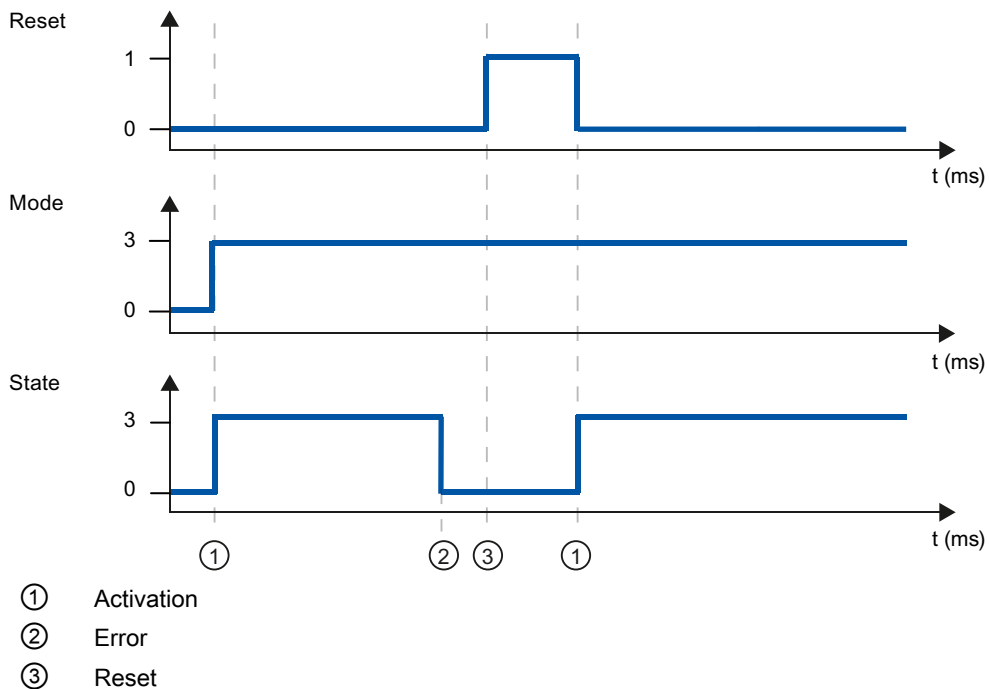 Reset
1
0
t (ms)
Mode
3
0
t (ms)
State
3
0
t (ms)
① ② ③ ①
① Activation
② Error
③ Reset